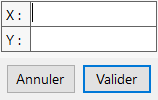 X :
Y :
Annuler Valider